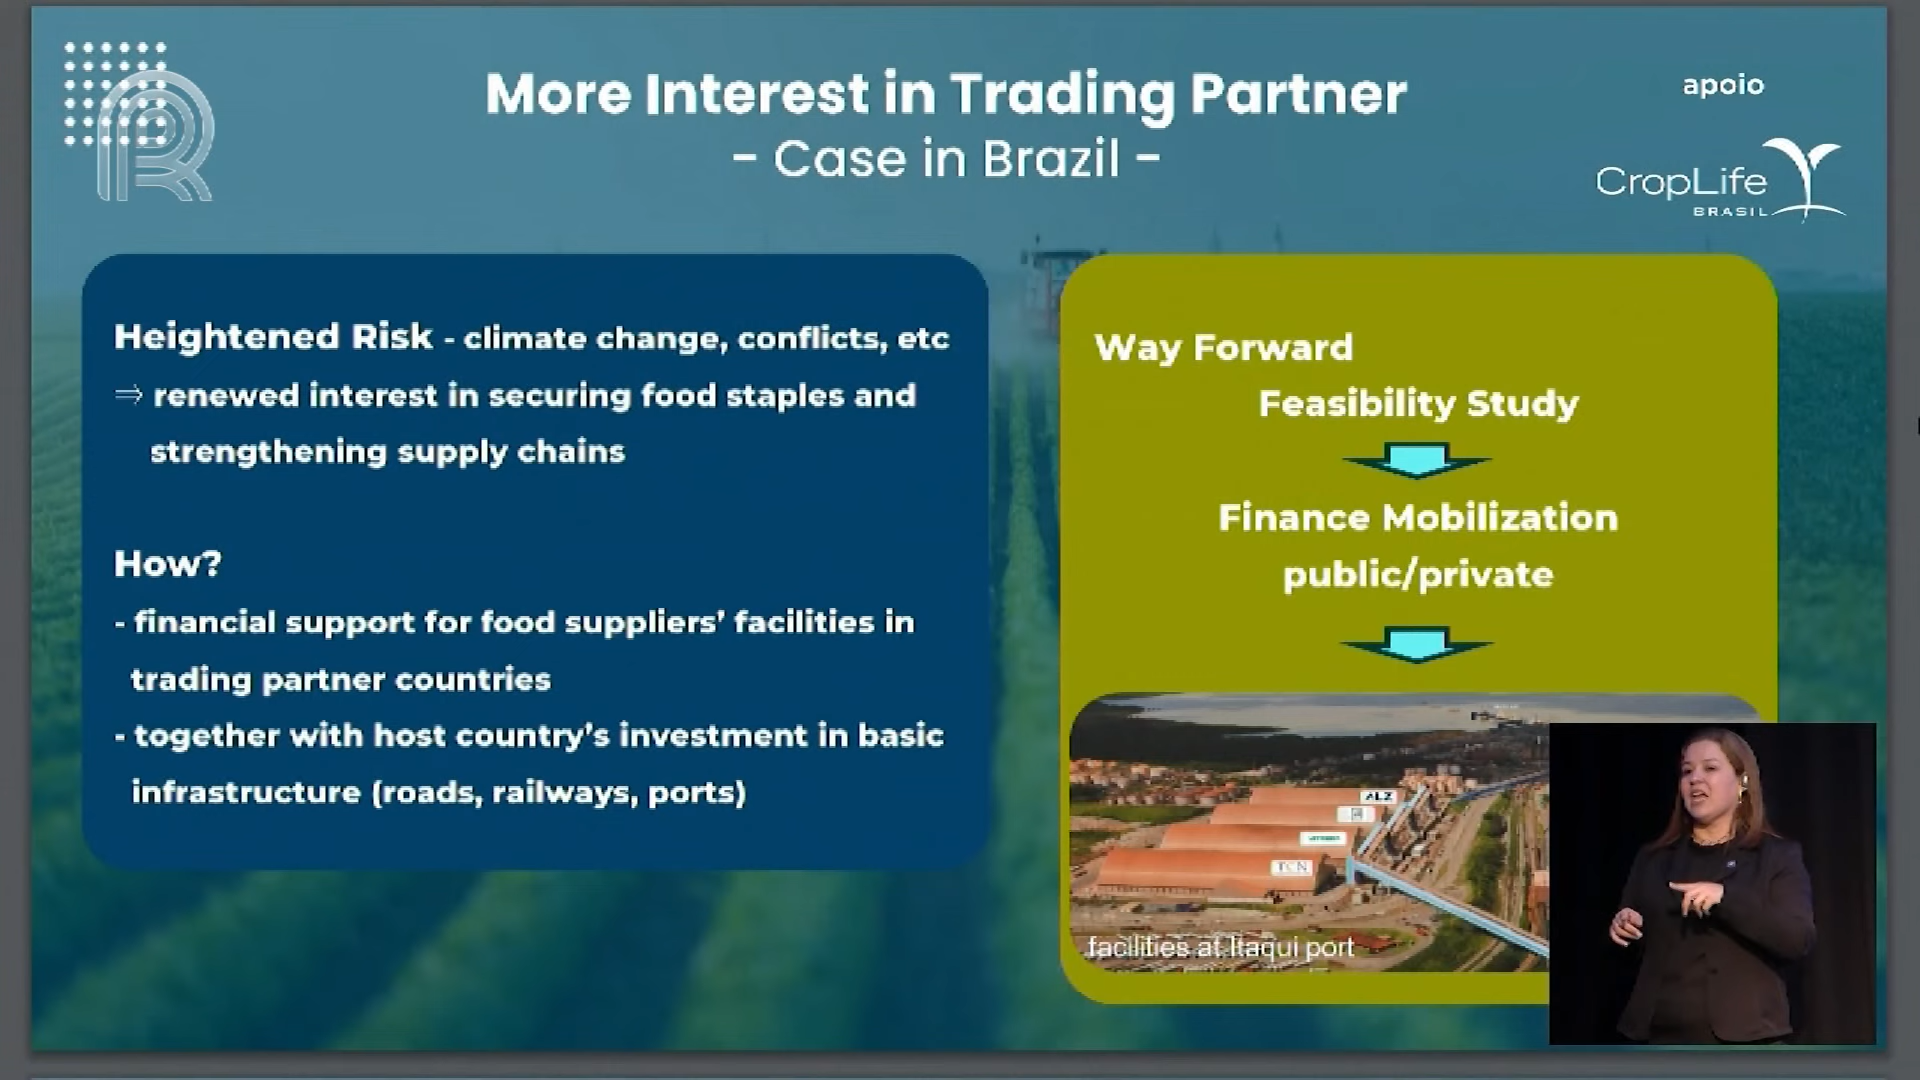 More Interest in Trading Partner
- Case in Brazil -
apoio
CropLife
BRASIL
Heightened Risk - climate change, conflicts, etc
⇒ renewed interest in securing food staples and
strengthening supply chains
How?
- financial support for food suppliers' facilities in
trading partner countries
- together with host country's investment in basic
infrastructure (roads, railways, ports)
Way Forward
Feasibility Study
Finance Mobilization
public/private
ALZ
TCN
facilities at Itaqui port